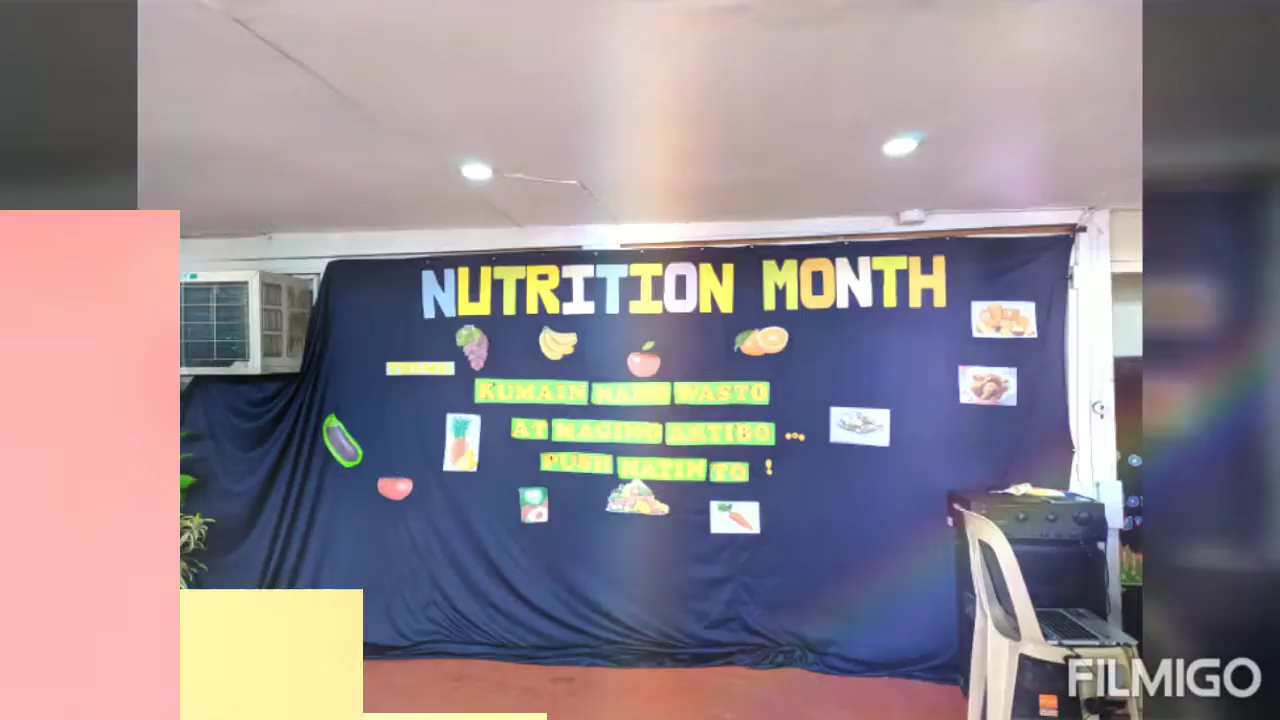 NUTRITION MONTH
THEME:
KUMAIN NANG WASTO
AT MAGING AKTIBO ...
PUSH NATIN TO !
FILMIGO